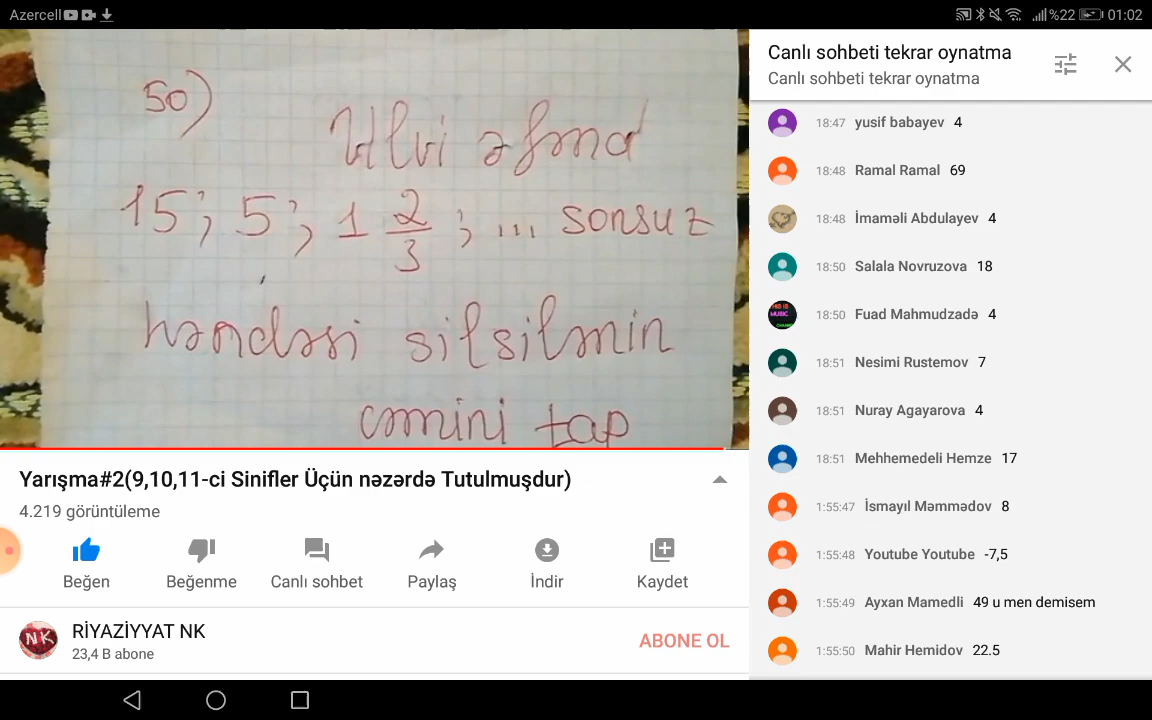 Azercell
%22 01:02
50)
Ulvi əfmd
15; 5; 1 2/3; ... sonsuz
həndəsi silsilmin
cəmini tap
Yarışma#2(9,10,11-ci Sinifler Üçün nəzərdə Tutulmuşdur)
4.219 görüntüleme
Beğen Beğenme Canlı sohbet Paylaş İndir Kaydet
NK
RİYAZİYYAT NK
23,4 B abone
ABONE OL
Canlı sohbeti tekrar oynatma
Canlı sohbeti tekrar oynatma
18:47 yusif babayev 4
18:48 Ramal Ramal 69
18:48 İmaməli Abdulayev 4
18:50 Salala Novruzova 18
18:50 Fuad Mahmudzadə 4
18:51 Nesimi Rustemov 7
18:51 Nuray Agayarova 4
18:51 Mehhemedeli Hemze 17
1:55:47 İsmayıl Məmmədov 8
1:55:48 Youtube Youtube -7,5
1:55:49 Ayxan Mamedli 49 u men demisem
1:55:50 Mahir Hemidov 22.5